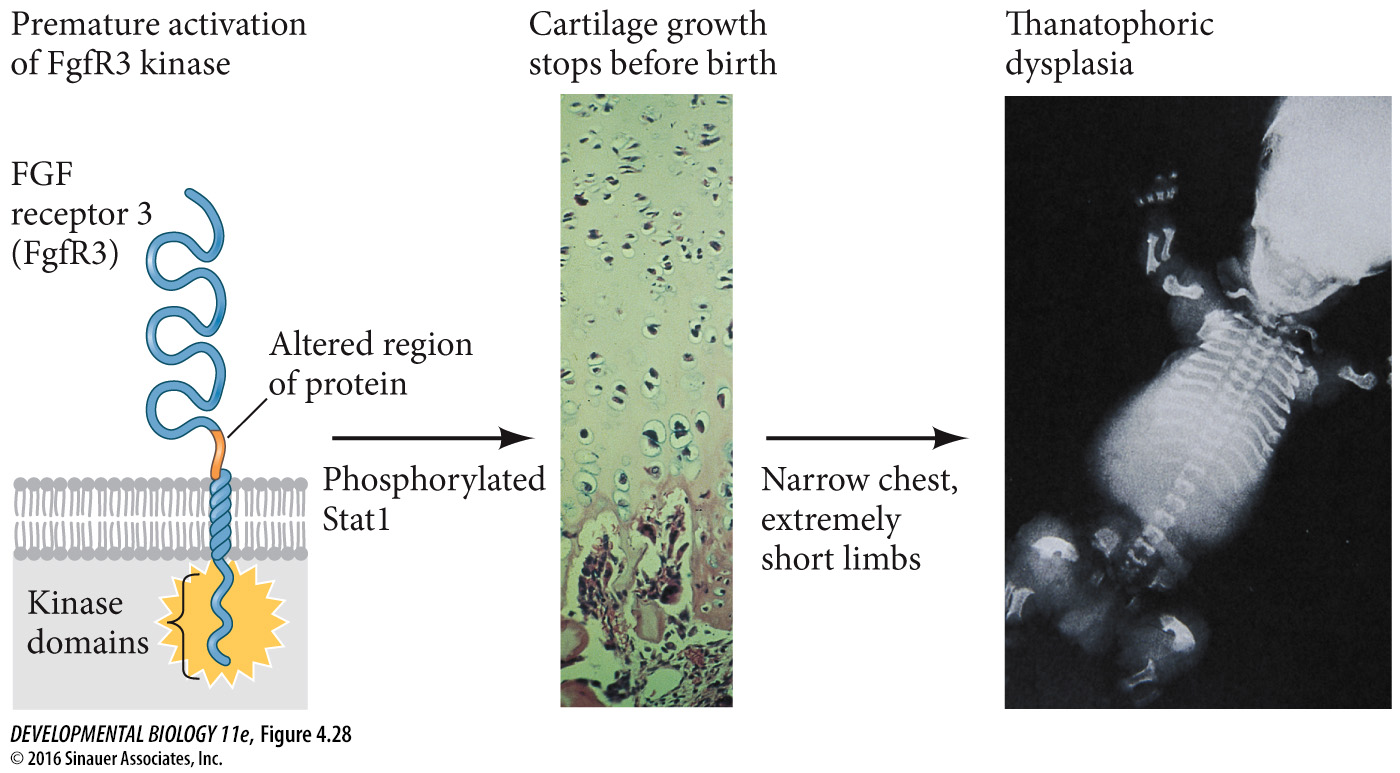 Premature activation
of FgfR3 kinase
FGF
receptor 3
(FgfR3)
Altered region
of protein
Kinase
domains
Phosphorylated
Stat1
Cartilage growth
stops before birth
Narrow chest,
extremely
short limbs
Thanatophoric
dysplasia
DEVELOPMENTAL BIOLOGY 11e, Figure 4.28
© 2016 Sinauer Associates, Inc.